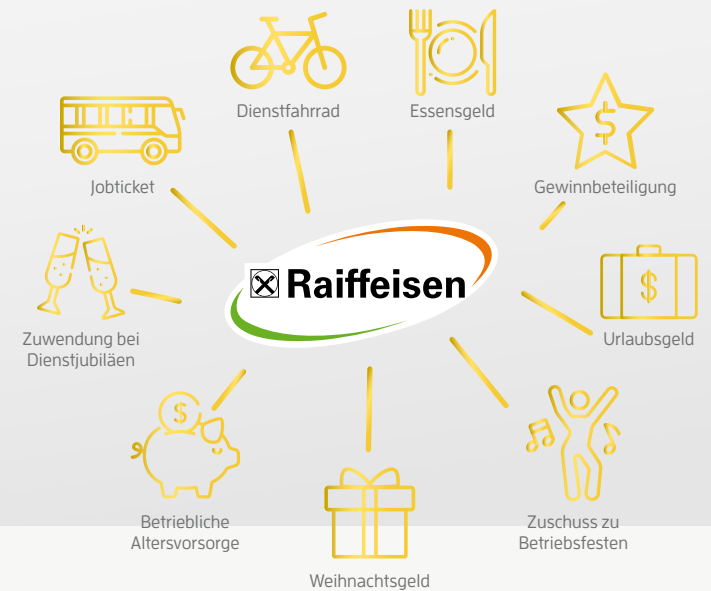 Dienstfahrrad
Essensgeld
Jobticket
Gewinnbeteiligung
$
Raiffeisen
$
Urlaubsgeld
Zuwendung bei
Dienstjubiläen
$
Betriebliche
Altersvorsorge
Zuschuss zu
Betriebsfesten
Weihnachtsgeld